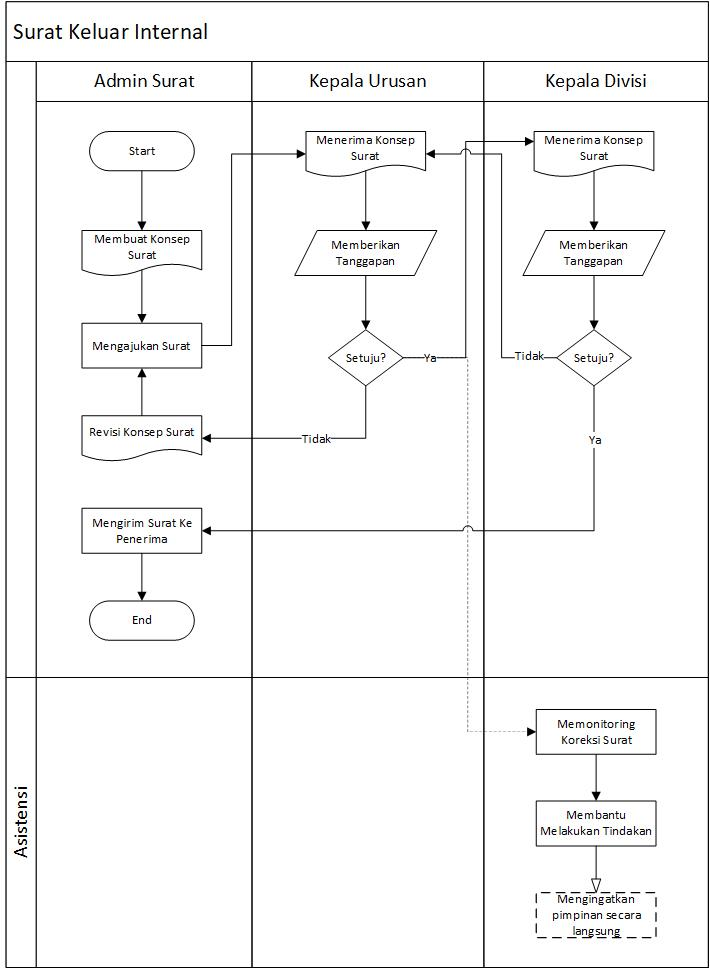 Surat Keluar Internal
Admin Surat
Kepala Urusan
Kepala Divisi
Start
Menerima Konsep
Surat
Menerima Konsep
Surat
Membuat Konsep
Surat
Memberikan
Tanggapan
Memberikan
Tanggapan
Mengajukan Surat
Setuju?
Ya
Tidak
Setuju?
Revisi Konsep Surat
Tidak
Ya
Mengirim Surat Ke
Penerima
End
Asistensi
Memonitoring
Koreksi Surat
Membantu
Melakukan Tindakan
Mengingatkan
pimpinan secara
langsung